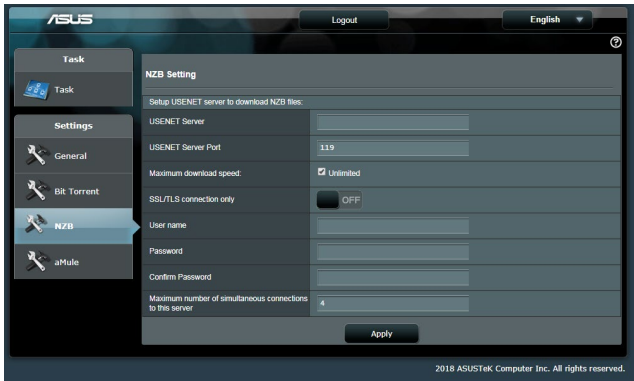 ASUS
Logout
English
Task
Task
Settings
General
Bit Torrent
NZB
aMule
NZB Setting
Setup USENET server to download NZB files:
USENET Server
USENET Server Port 119
Maximum download speed: Unlimited
SSL/TLS connection only OFF
User name
Password
Confirm Password
Maximum number of simultaneous connections
to this server 4
Apply
2018 ASUSTeK Computer Inc. All rights reserved.